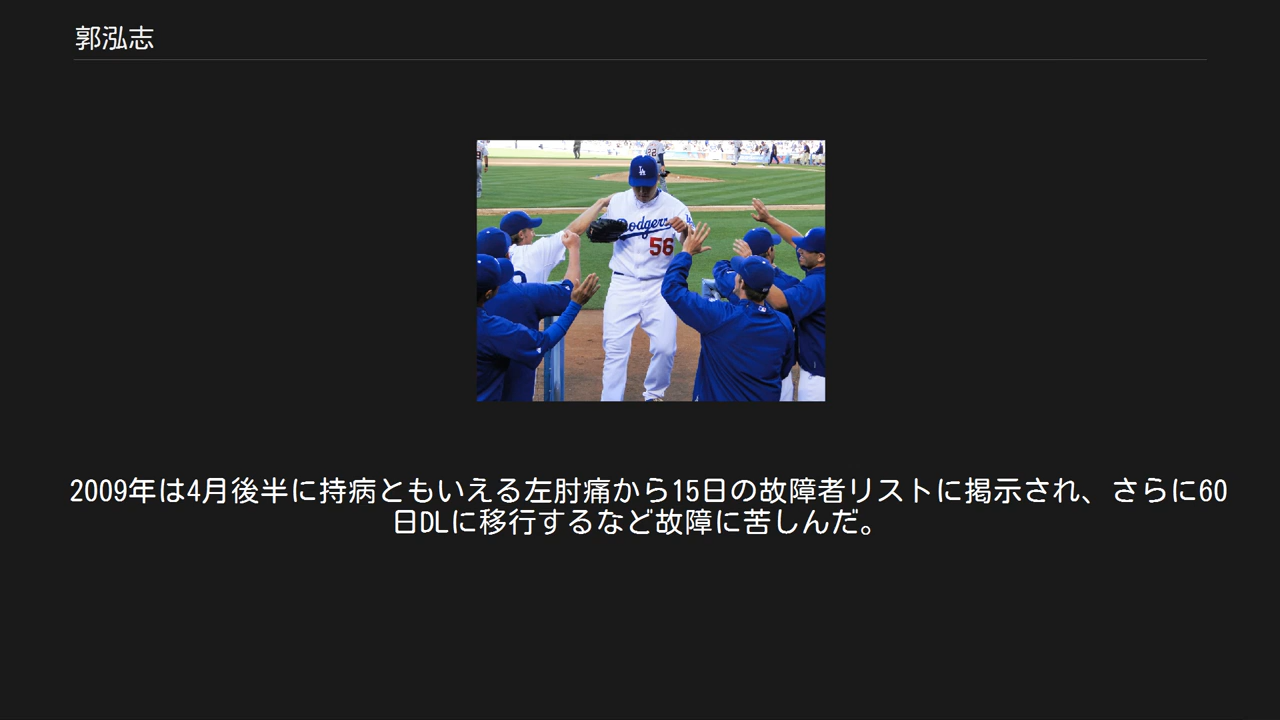 郭泓志
Dodgers
56
2009年は4月後半に持病ともいえる左肘痛から15日の故障者リストに掲示され、さらに60
日DLに移行するなど故障に苦しんだ。